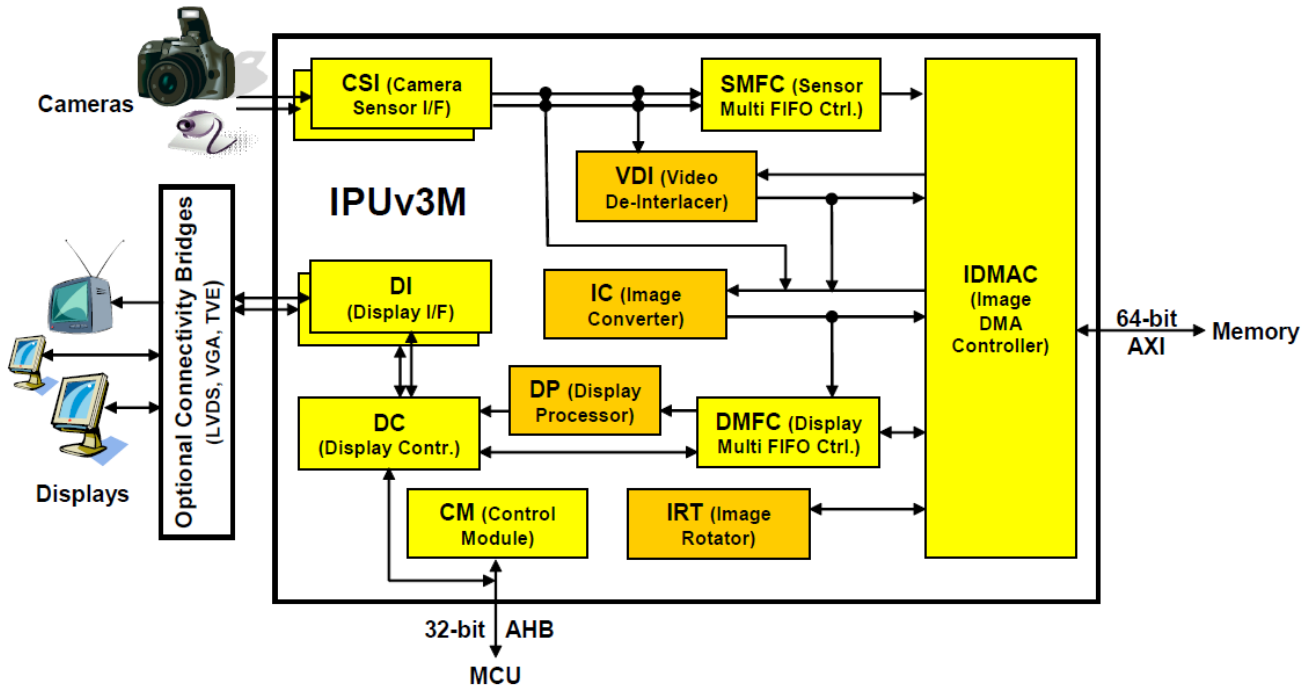 Cameras
CSI (Camera
Sensor I/F)
SMFC (Sensor
Multi FIFO Ctrl.)
VDI (Video
De-Interlacer)
IPUv3M
Optional Connectivity Bridges
(LVDS, VGA, TVE)
DI
(Display I/F)
IC (Image
Converter)
IDMAC
(Image
DMA
Controller)
64-bit
AXI
Memory
DP (Display
Processor)
DC
(Display Contr.)
DMFC (Display
Multi FIFO Ctrl.)
Displays
CM (Control
Module)
IRT (Image
Rotator)
32-bit AHB
MCU